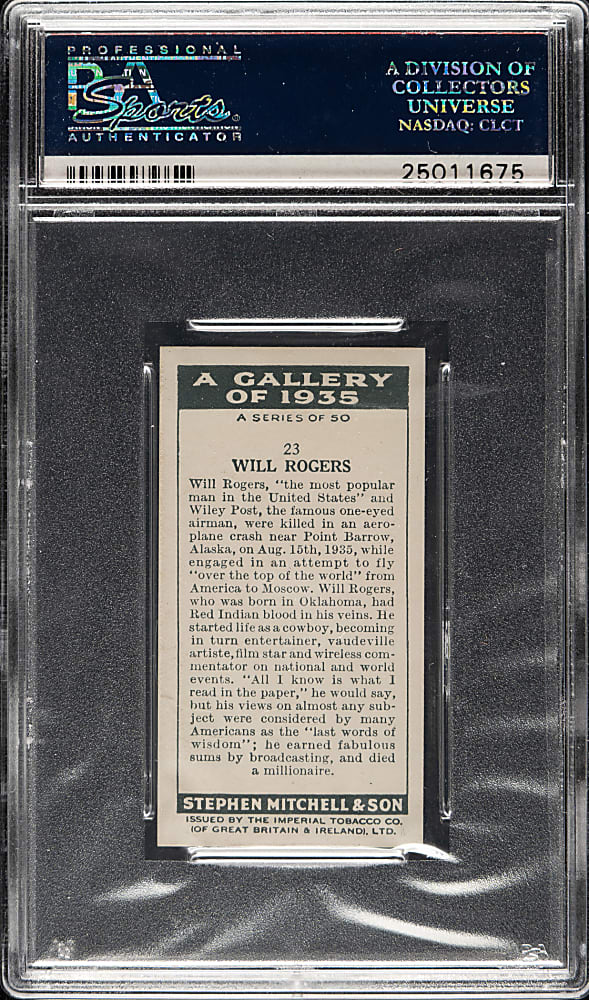 PROFESSIONAL
PSA
Sports®
AUTHENTICATOR
A DIVISION OF
COLLECTORS
UNIVERSE
NASDAQ: CLCT
25011675
A GALLERY
OF 1935
A SERIES OF 50
23
WILL ROGERS
Will Rogers, "the most popular
man in the United States" and
Wiley Post, the famous one-eyed
airman, were killed in an aero-
plane crash near Point Barrow,
Alaska, on Aug. 15th, 1935, while
engaged in an attempt to fly
"over the top of the world" from
America to Moscow. Will Rogers,
who was born in Oklahoma, had
Red Indian blood in his veins. He
started life as a cowboy, becoming
in turn entertainer, vaudeville
artiste, film star and wireless com-
mentator on national and world
events. "All I know is what I
read in the paper," he would say,
but his views on almost any sub-
ject were considered by many
Americans as the "last words of
wisdom"; he earned fabulous
sums by broadcasting, and died
a millionaire.
STEPHEN MITCHELL & SON
ISSUED BY THE IMPERIAL TOBACCO CO.
(OF GREAT BRITAIN & IRELAND), LTD.
PSA